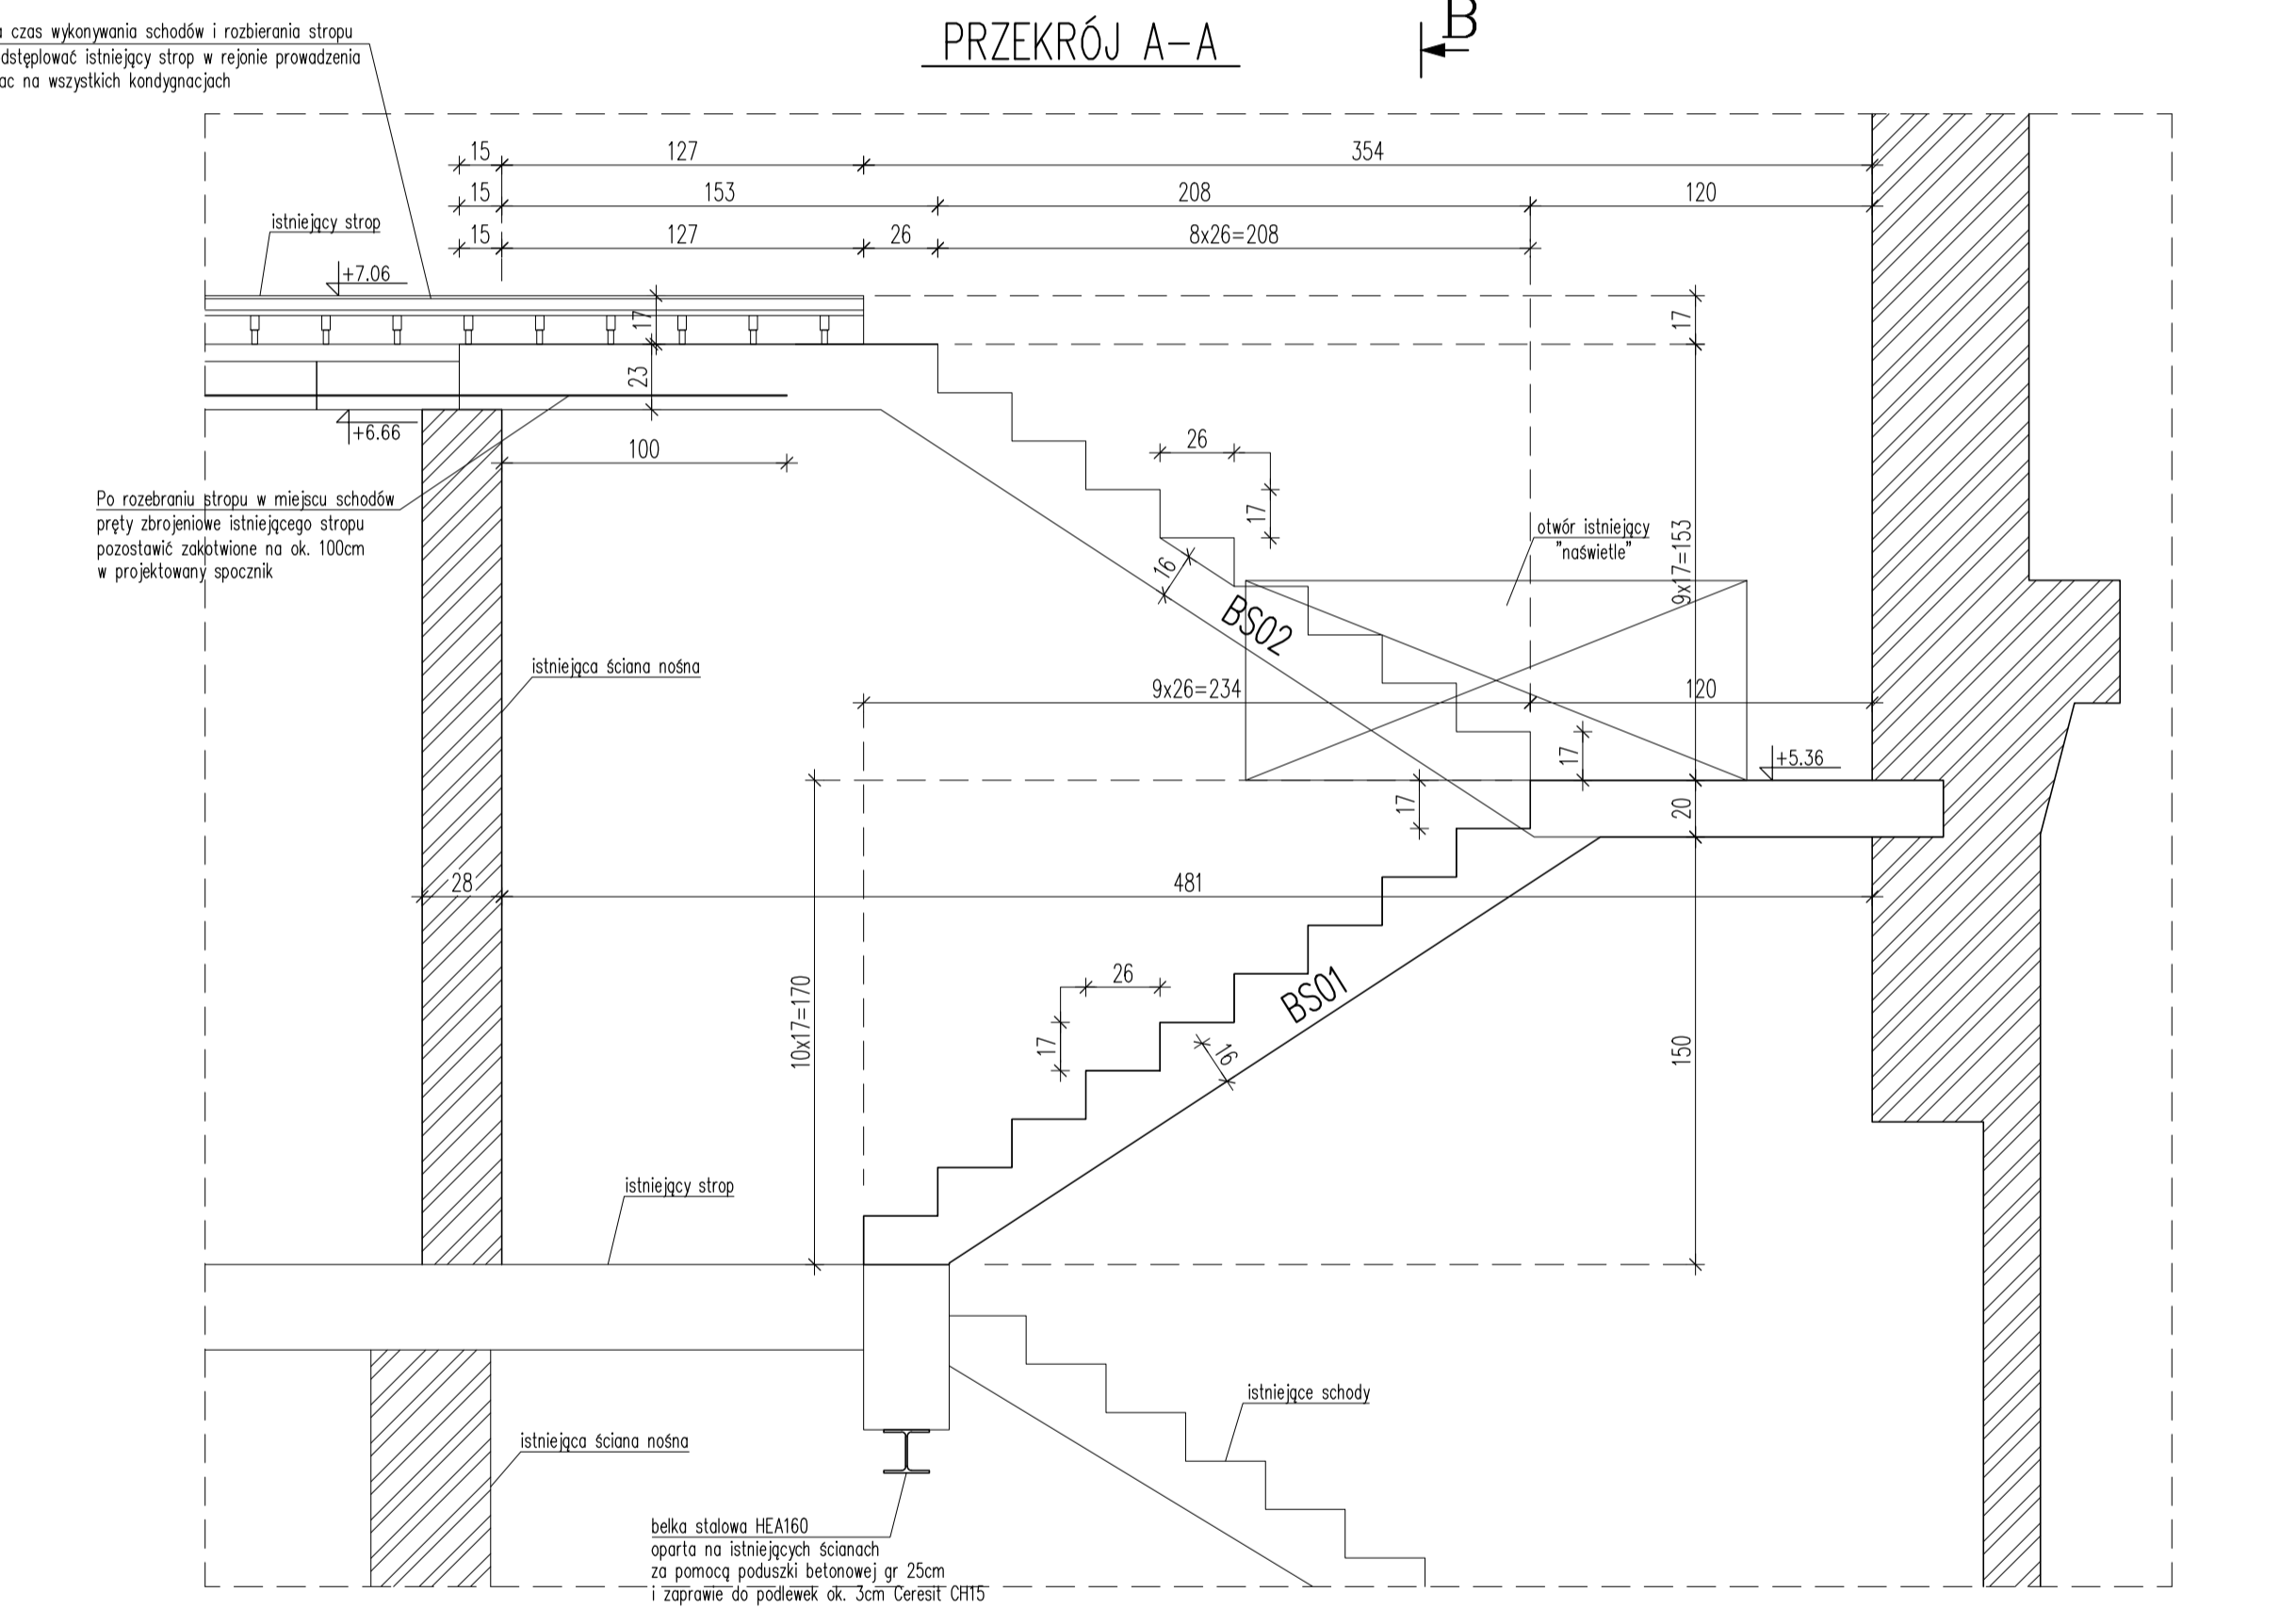 PRZEKRÓJ A-A
B
czas wykonywania schodów i rozbierania stropu
istniejący strop w rejonie prowadzenia
na wszystkich kondygnacjach
15 127 354
15 153 208 120
15 127 26 8x26=208
istniejący strop
+7.06
17
17
23
+6.66
100
26
17
Po rozebraniu stropu w miejscu schodów
pręty zbrojeniowe istniejącego stropu
pozostawić zakotwione na ok. 100cm
w projektowany spocznik
otwór istniejący
"naświetle"
9x17=153
16
BS02
istniejąca ściana nośna
9x26=234
120
17
+5.36
17
20
28
481
26
BS01
10x17=170
17
16
150
istniejący strop
istniejące schody
istniejąca ściana nośna
belka stalowa HEA160
oparta na istniejących ścianach
za pomocą poduszki betonowej gr 25cm
i zaprawie do podlewek ok. 3cm Ceresit CH15